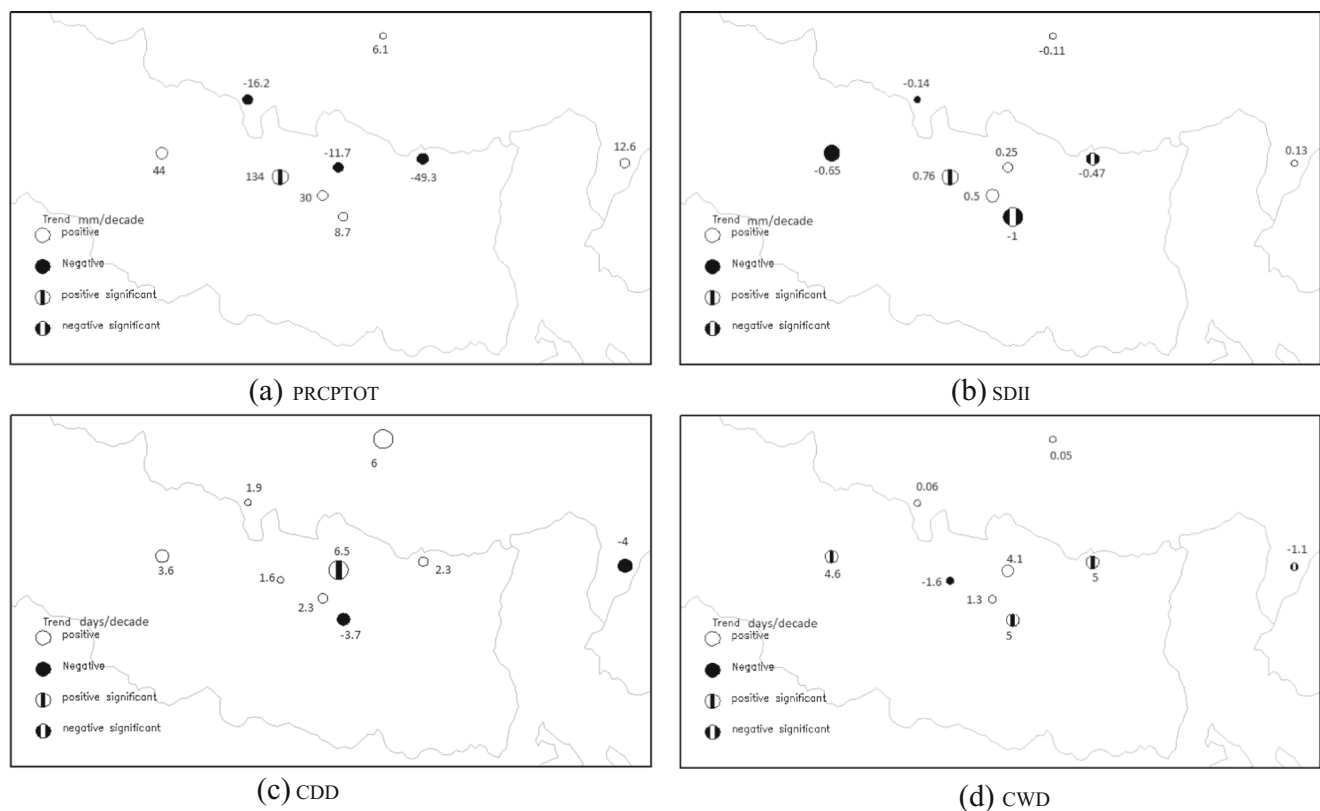 6.1
-16.2
44
134
-11.7
-49.3
12.6
30
8.7
Trend mm/decade
positive
Negative
positive significant
negative significant
(a) PRCPTOT
-0.11
-0.14
-0.65
0.76
0.25
-0.47
0.13
0.5
-1
Trend mm/decade
positive
Negative
positive significant
negative significant
(b) SDII
6
1.9
3.6
1.6
6.5
2.3
-4
2.3
-3.7
Trend days/decade
positive
Negative
positive significant
negative significant
(c) CDD
0.05
0.06
4.6
-1.6
4.1
5
-1.1
1.3
5
Trend days/decade
positive
Negative
positive significant
negative significant
(d) CWD